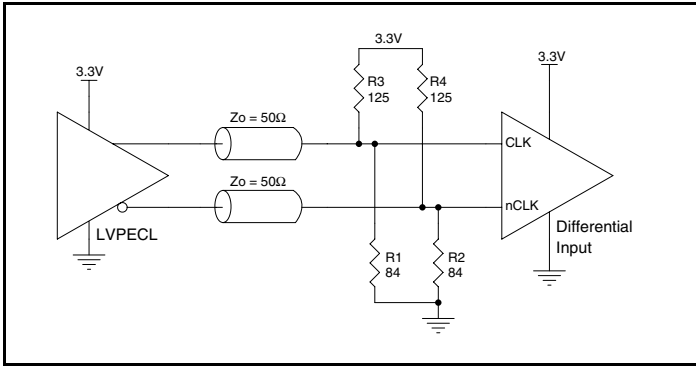 3.3V
3.3V
3.3V
R3
125
R4
125
Zo = 50Ω
CLK
Zo = 50Ω
nCLK
LVPECL
Differential
Input
R1
84
R2
84